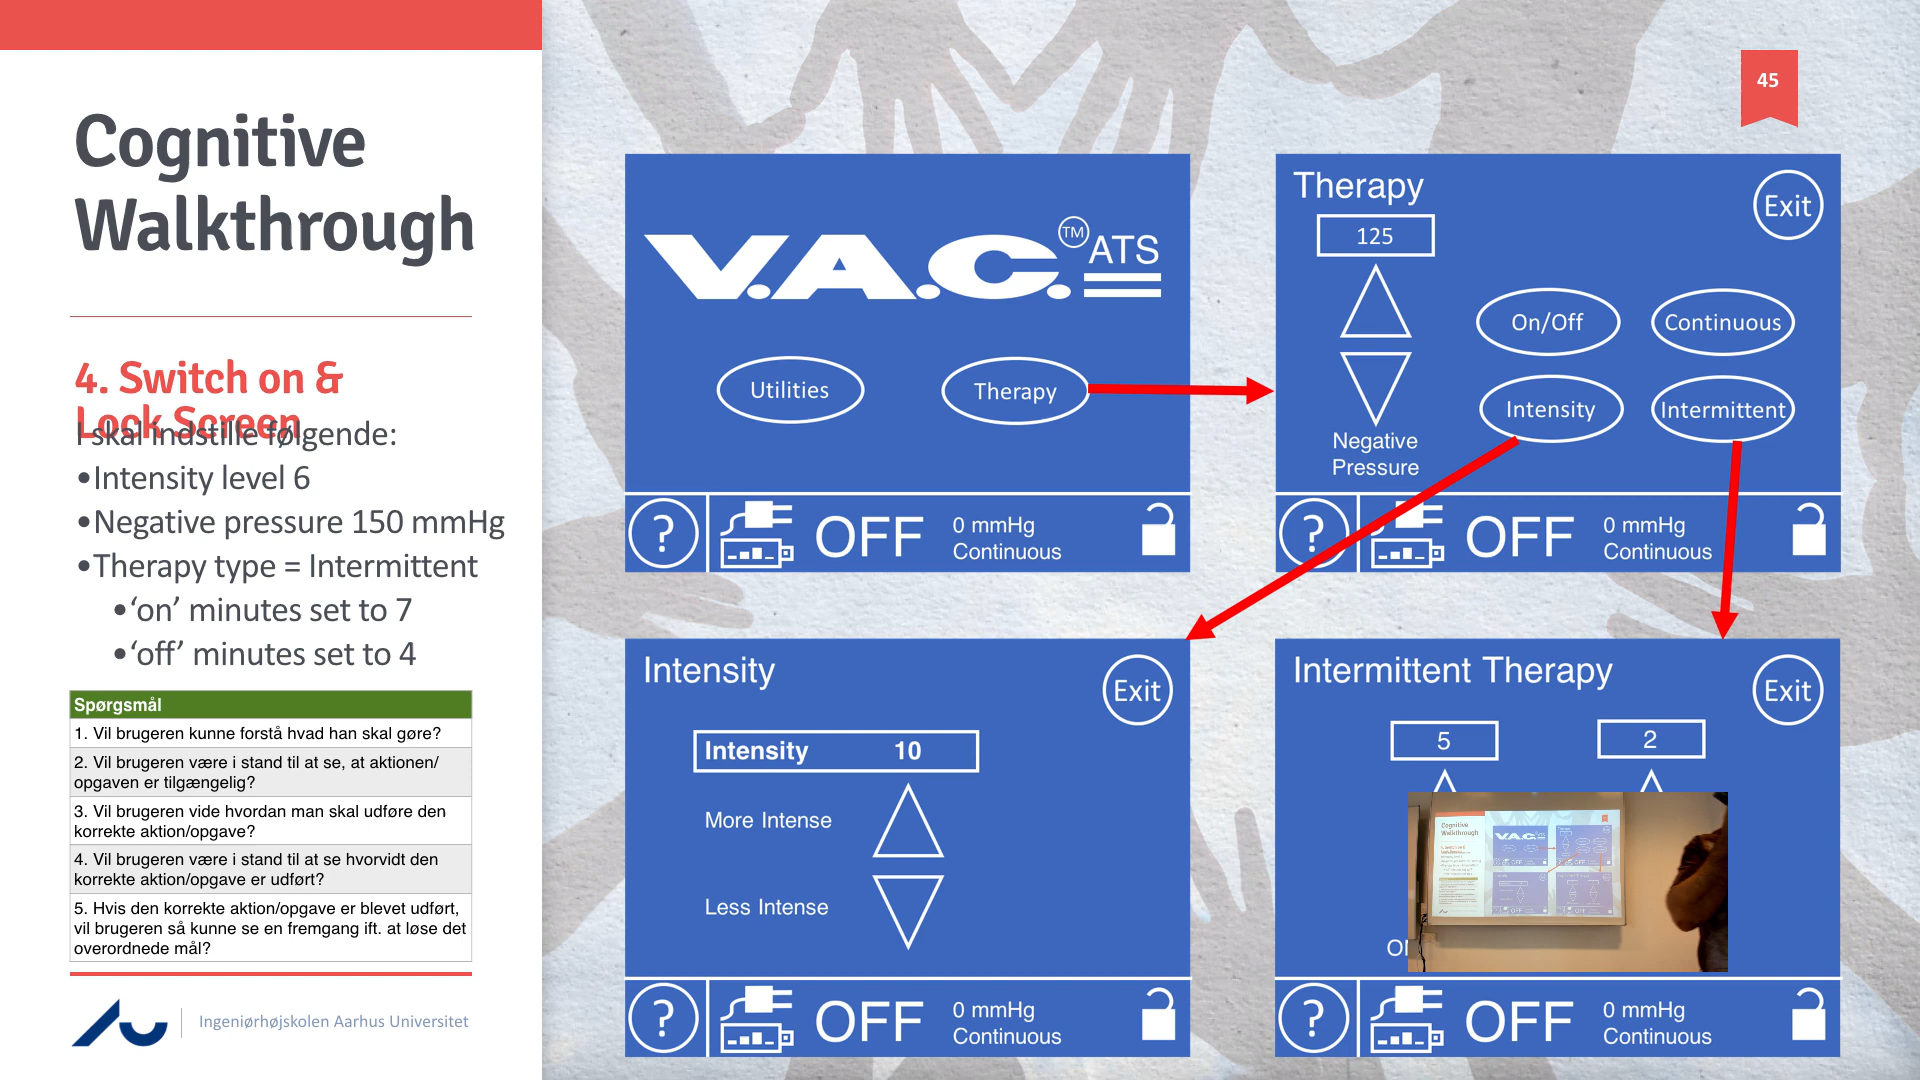 Cognitive
Walkthrough
4. Switch on &
Lock Screen
I skal indstille følgende:
•Intensity level 6
•Negative pressure 150 mmHg
•Therapy type = Intermittent
•‘on’ minutes set to 7
•‘off’ minutes set to 4
Spørgsmål
1. Vil brugeren kunne forstå hvad han skal gøre?
2. Vil brugeren være i stand til at se, at aktionen/
opgaven er tilgængelig?
3. Vil brugeren vide hvordan man skal udføre den
korrekte aktion/opgave?
4. Vil brugeren være i stand til at se hvorvidt den
korrekte aktion/opgave er udført?
5. Hvis den korrekte aktion/opgave er blevet udført,
vil brugeren så kunne se en fremgang ift. at løse det
overordnede mål?
Ingeniørhøjskolen Aarhus Universitet
45
V.A.C.™ ATS
Utilities
Therapy
?
OFF
0 mmHg
Continuous
Therapy
Exit
125
On/Off
Continuous
Intensity
Intermittent
Negative
Pressure
?
OFF
0 mmHg
Continuous
Intensity
Exit
Intensity 10
More Intense
Less Intense
?
OFF
0 mmHg
Continuous
Intermittent Therapy
Exit
5
2
?
OFF
0 mmHg
Continuous
Cognitive
Walkthrough
V.A.C.
OFF
OFF
OFF
OFF